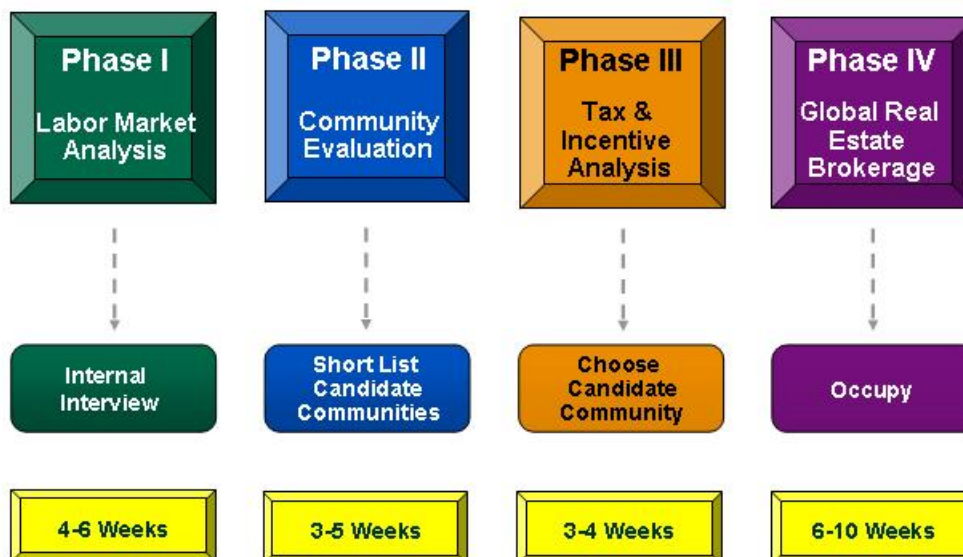 Phase I
Labor Market
Analysis
Phase II
Community
Evaluation
Phase III
Tax &
Incentive
Analysis
Phase IV
Global Real
Estate
Brokerage
Internal
Interview
Short List
Candidate
Communities
Choose
Candidate
Community
Occupy
4-6 Weeks
3-5 Weeks
3-4 Weeks
6-10 Weeks